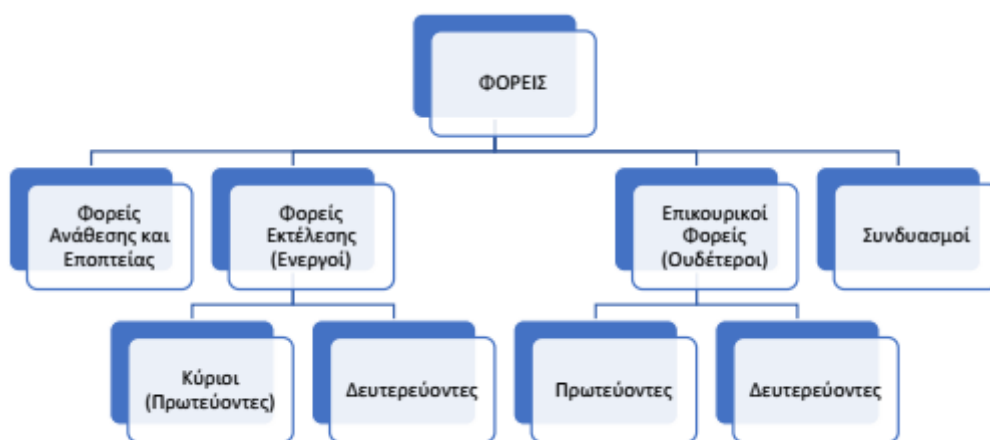 ΦΟΡΕΙΣ
Φορείς
Ανάθεσης και
Εποπτείας
Φορείς
Εκτέλεσης
(Ενεργοί)
Επικουρικοί
Φορείς
(Ουδέτεροι)
Συνδυασμοί
Κύριοι
(Πρωτεύοντες)
Δευτερεύοντες
Πρωτεύοντες
Δευτερεύοντες